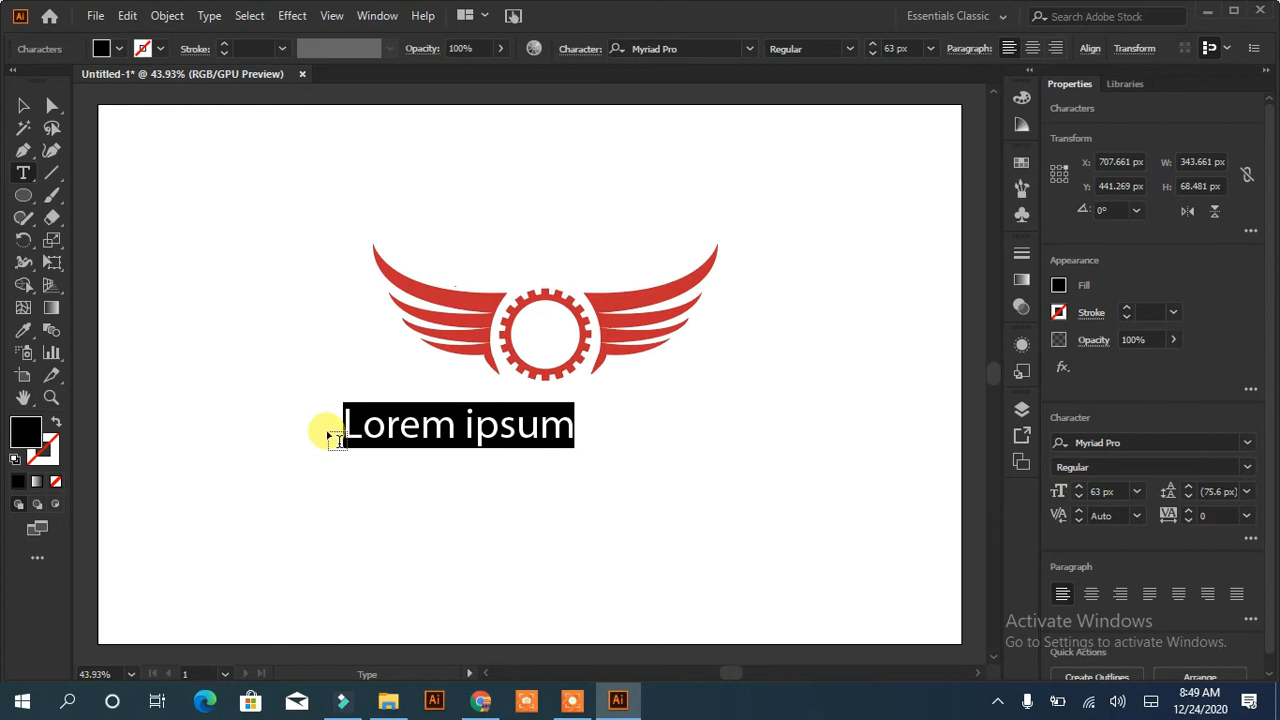 Ai File Edit Object Type Select Effect View Window Help Essentials Classic Search Adobe Stock
Characters Stroke: Opacity: 100% Character: Myriad Pro Regular 63 px Paragraph: Align Transform
Untitled-1* @ 43.93% (RGB/GPU Preview)
Properties Libraries
Characters
Transform
X: 707.661 px W: 343.661 px
Y: 441.269 px H: 68.481 px
0°
Appearance
Fill
Stroke
Opacity 100%
fx.
Character
Myriad Pro
Regular
63 px (75.6 px)
Auto 0
Paragraph
Lorem ipsum
Activate Windows
Go to Settings to activate Windows.
Quick Actions
Create Outlines Arrange
43.93% 1 Type
Ai Ai
8:49 AM
12/24/2020